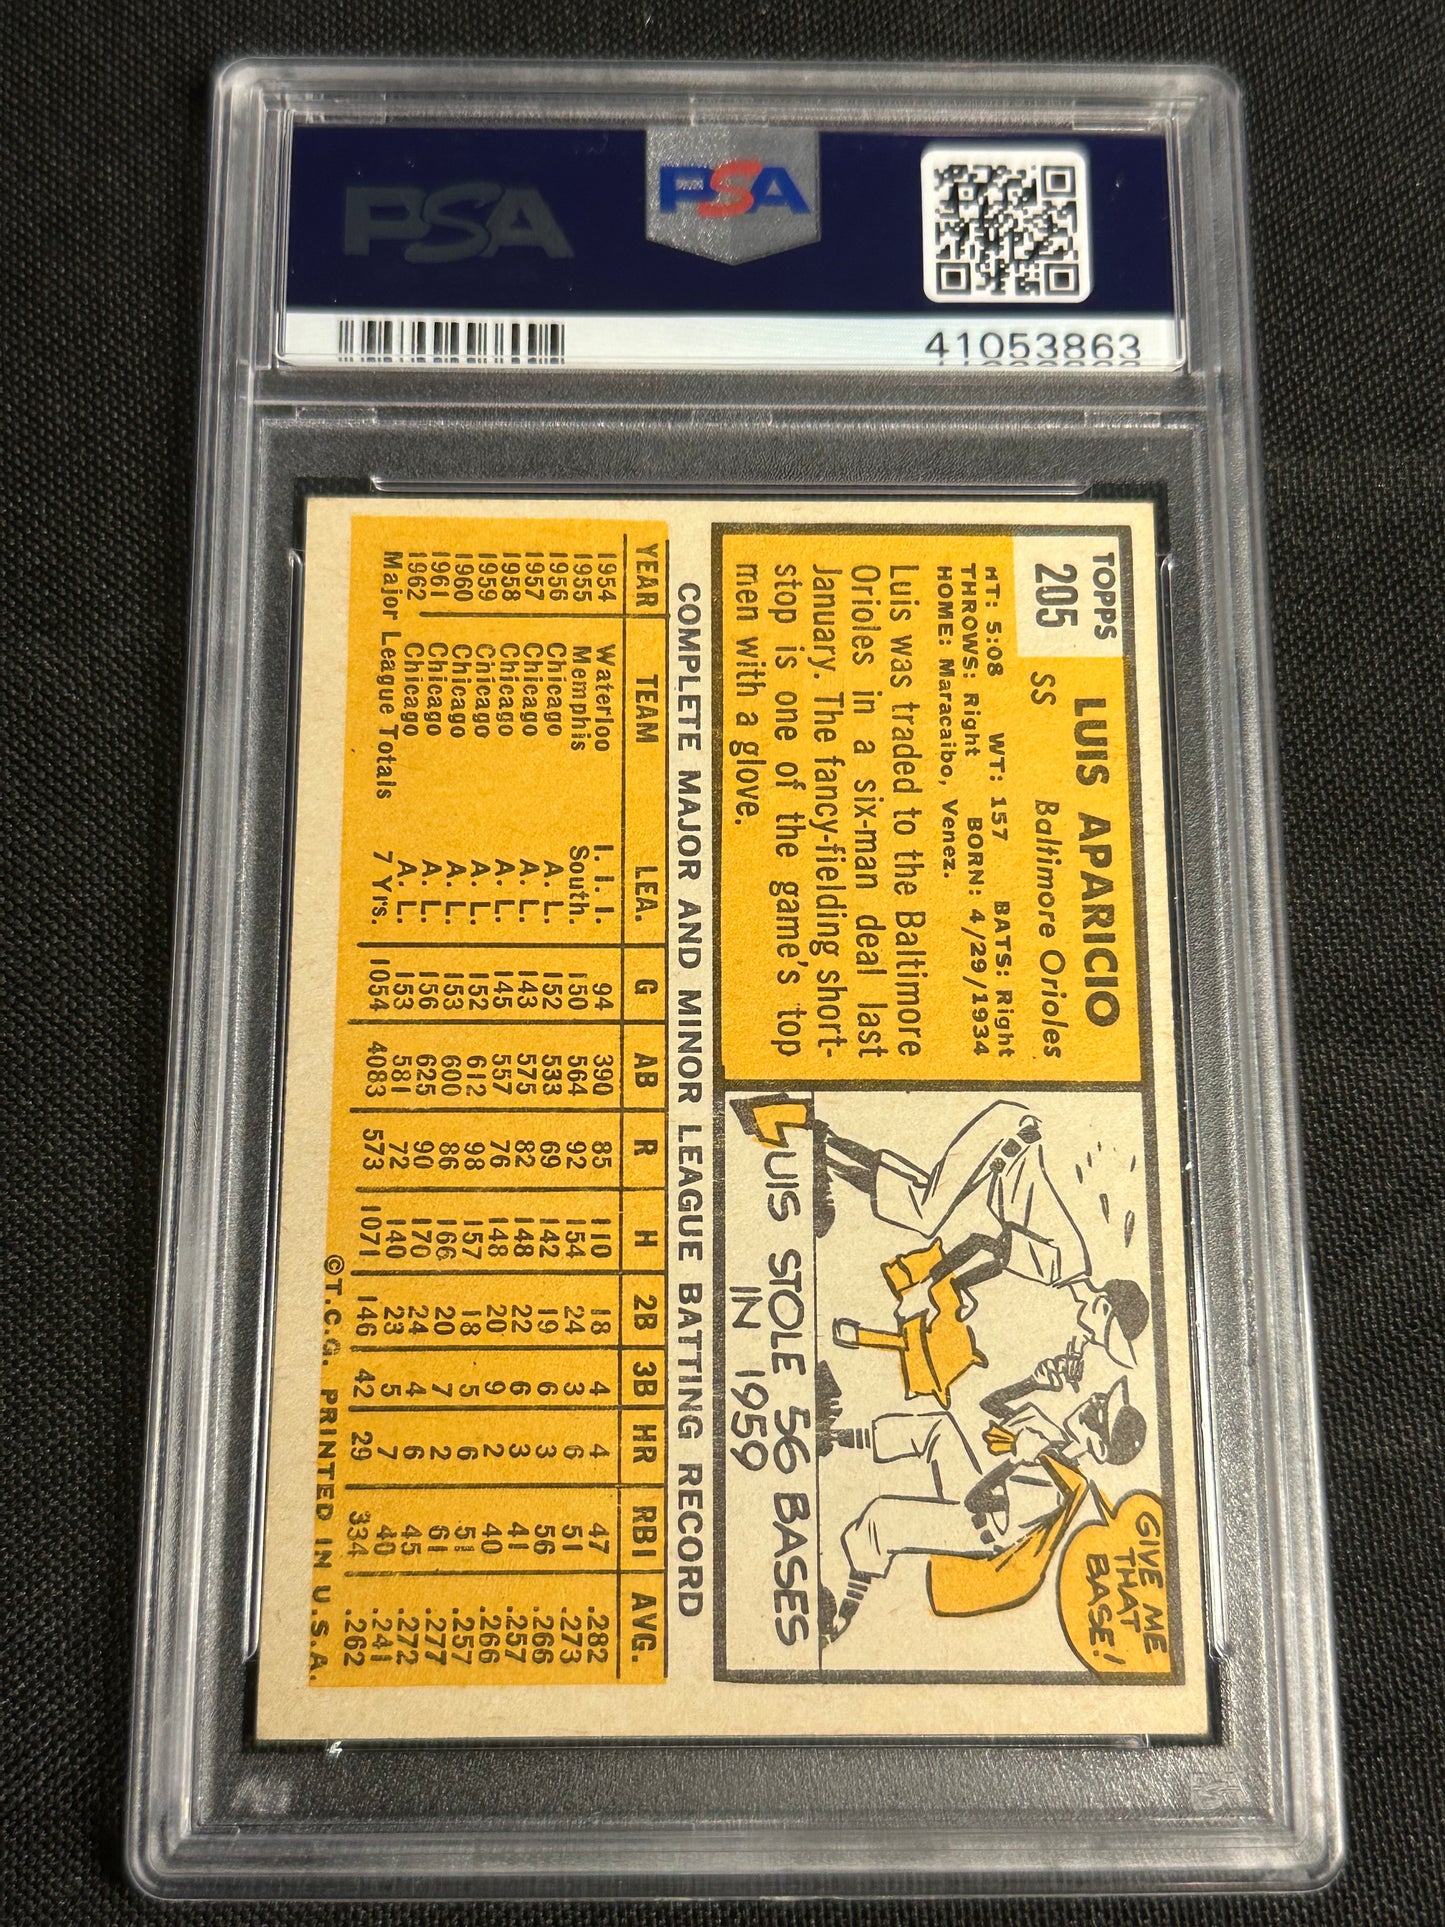 PSA
PSA
41053863
TOPPS
205
LUIS APARICIO
SS Baltimore Orioles
HT: 5:08 WT: 157 BATS: Right
THROWS: Right BORN: 4/29/1934
HOME: Maracaibo, Venez.
Luis was traded to the Baltimore
Orioles in a six-man deal last
January. The fancy-fielding short-
stop is one of the game's top
men with a glove.
GIVE ME
THAT
BASE!
LUIS STOLE 56 BASES
IN 1959
COMPLETE MAJOR AND MINOR LEAGUE BATTING RECORD
YEAR TEAM LEA. G AB R H 2B 3B HR RBI AVG.
1954 Waterloo I. I. I. 94 390 85 110 18 4 4 47 .282
1955 Memphis South. 150 564 92 154 24 3 6 51 .273
1956 Chicago A. L. 152 533 69 142 19 6 3 56 .266
1957 Chicago A. L. 143 575 82 148 22 6 3 41 .257
1958 Chicago A. L. 145 557 76 148 20 9 2 40 .266
1959 Chicago A. L. 152 612 98 157 18 5 6 51 .257
1960 Chicago A. L. 153 600 86 166 20 7 2 61 .277
1961 Chicago A. L. 156 625 90 170 24 4 6 45 .272
1962 Chicago A. L. 153 581 72 140 23 5 7 40 .241
Major League Totals 7 Yrs. 1054 4083 573 1071 146 42 29 334 .262
©T.C.G. PRINTED IN U.S.A.